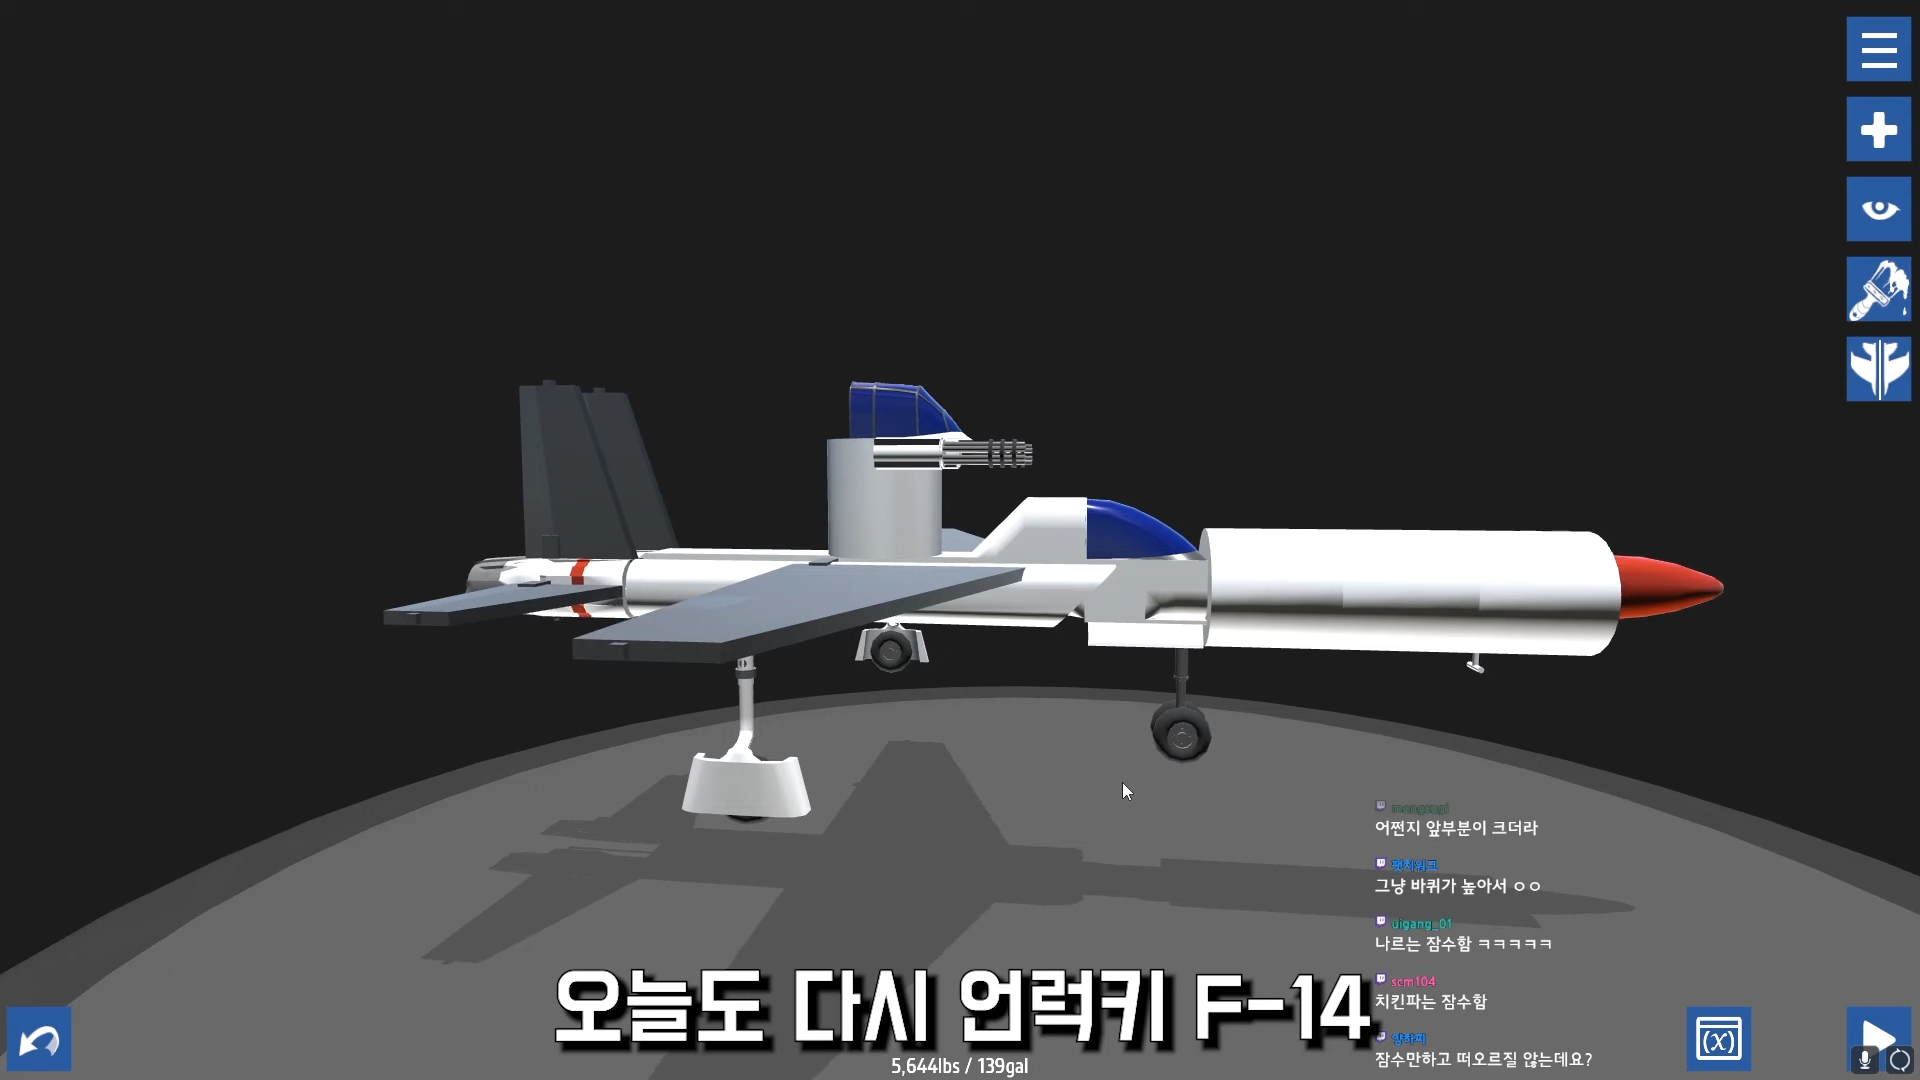 어쩐지 앞부분이 크더라
그냥 바퀴가 높아서 ㅇㅇ
uigang_01
나르는 잠수함 ㅋㅋㅋㅋㅋ
scm104
치킨파는 잠수함
잠수만하고 떠오르질 않는데요?
오늘도 다시 언럭키 F-14
5,644lbs / 139gal
(x)